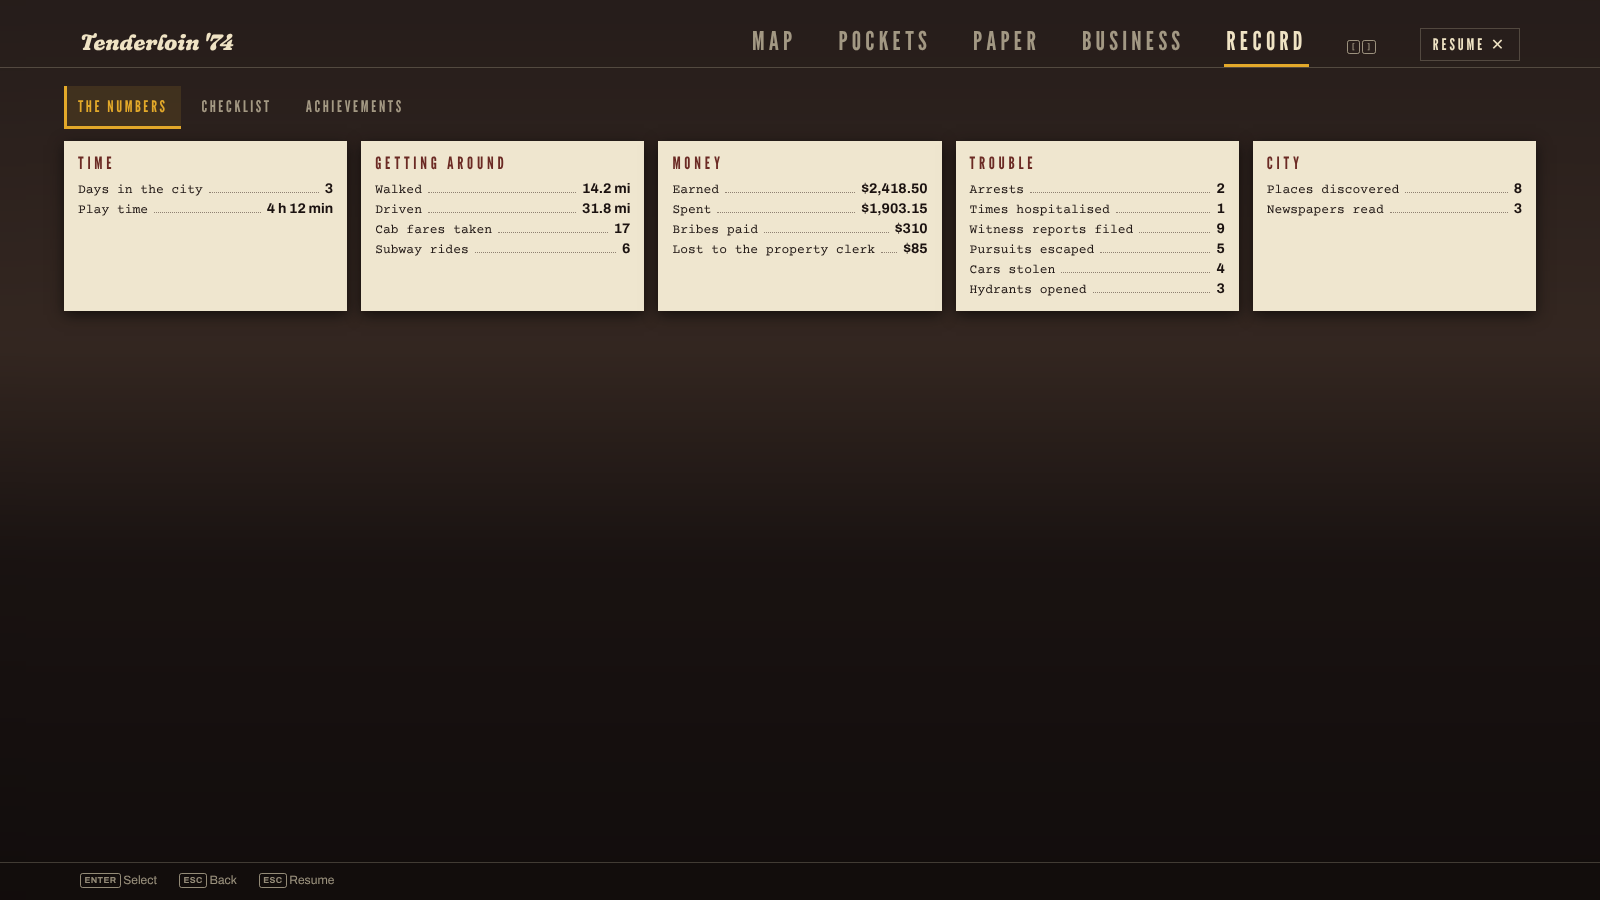 Tenderloin '74
MAP POCKETS PAPER BUSINESS RECORD [ ] RESUME ✕
THE NUMBERS CHECKLIST ACHIEVEMENTS
TIME
Days in the city 3
Play time 4 h 12 min
GETTING AROUND
Walked 14.2 mi
Driven 31.8 mi
Cab fares taken 17
Subway rides 6
MONEY
Earned $2,418.50
Spent $1,903.15
Bribes paid $310
Lost to the property clerk $85
TROUBLE
Arrests 2
Times hospitalised 1
Witness reports filed 9
Pursuits escaped 5
Cars stolen 4
Hydrants opened 3
CITY
Places discovered 8
Newspapers read 3
ENTER Select ESC Back ESC Resume